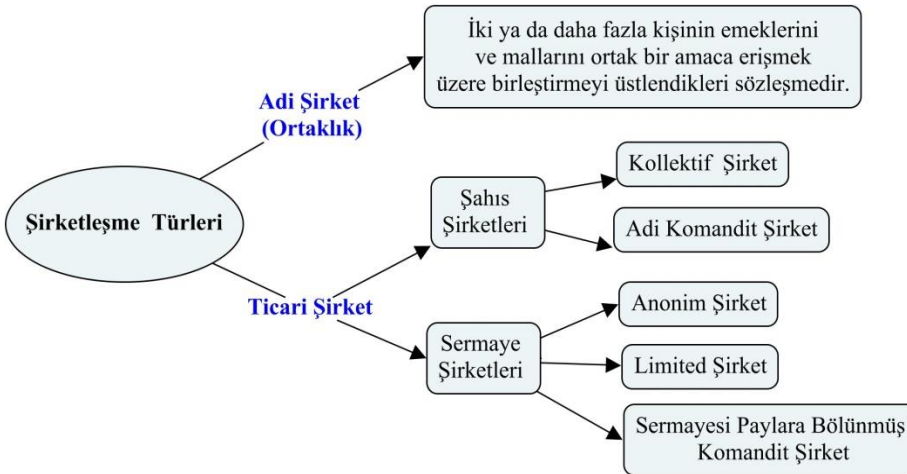 İki ya da daha fazla kişinin emeklerini
ve mallarını ortak bir amaca erişmek
üzere birleştirmeyi üstlendikleri sözleşmedir.
Adi Şirket
(Ortaklık)
Şirketleşme Türleri
Ticari Şirket
Şahıs
Şirketleri
Kollektif Şirket
Adi Komandit Şirket
Sermaye
Şirketleri
Anonim Şirket
Limited Şirket
Sermayesi Paylara Bölünmüş
Komandit Şirket